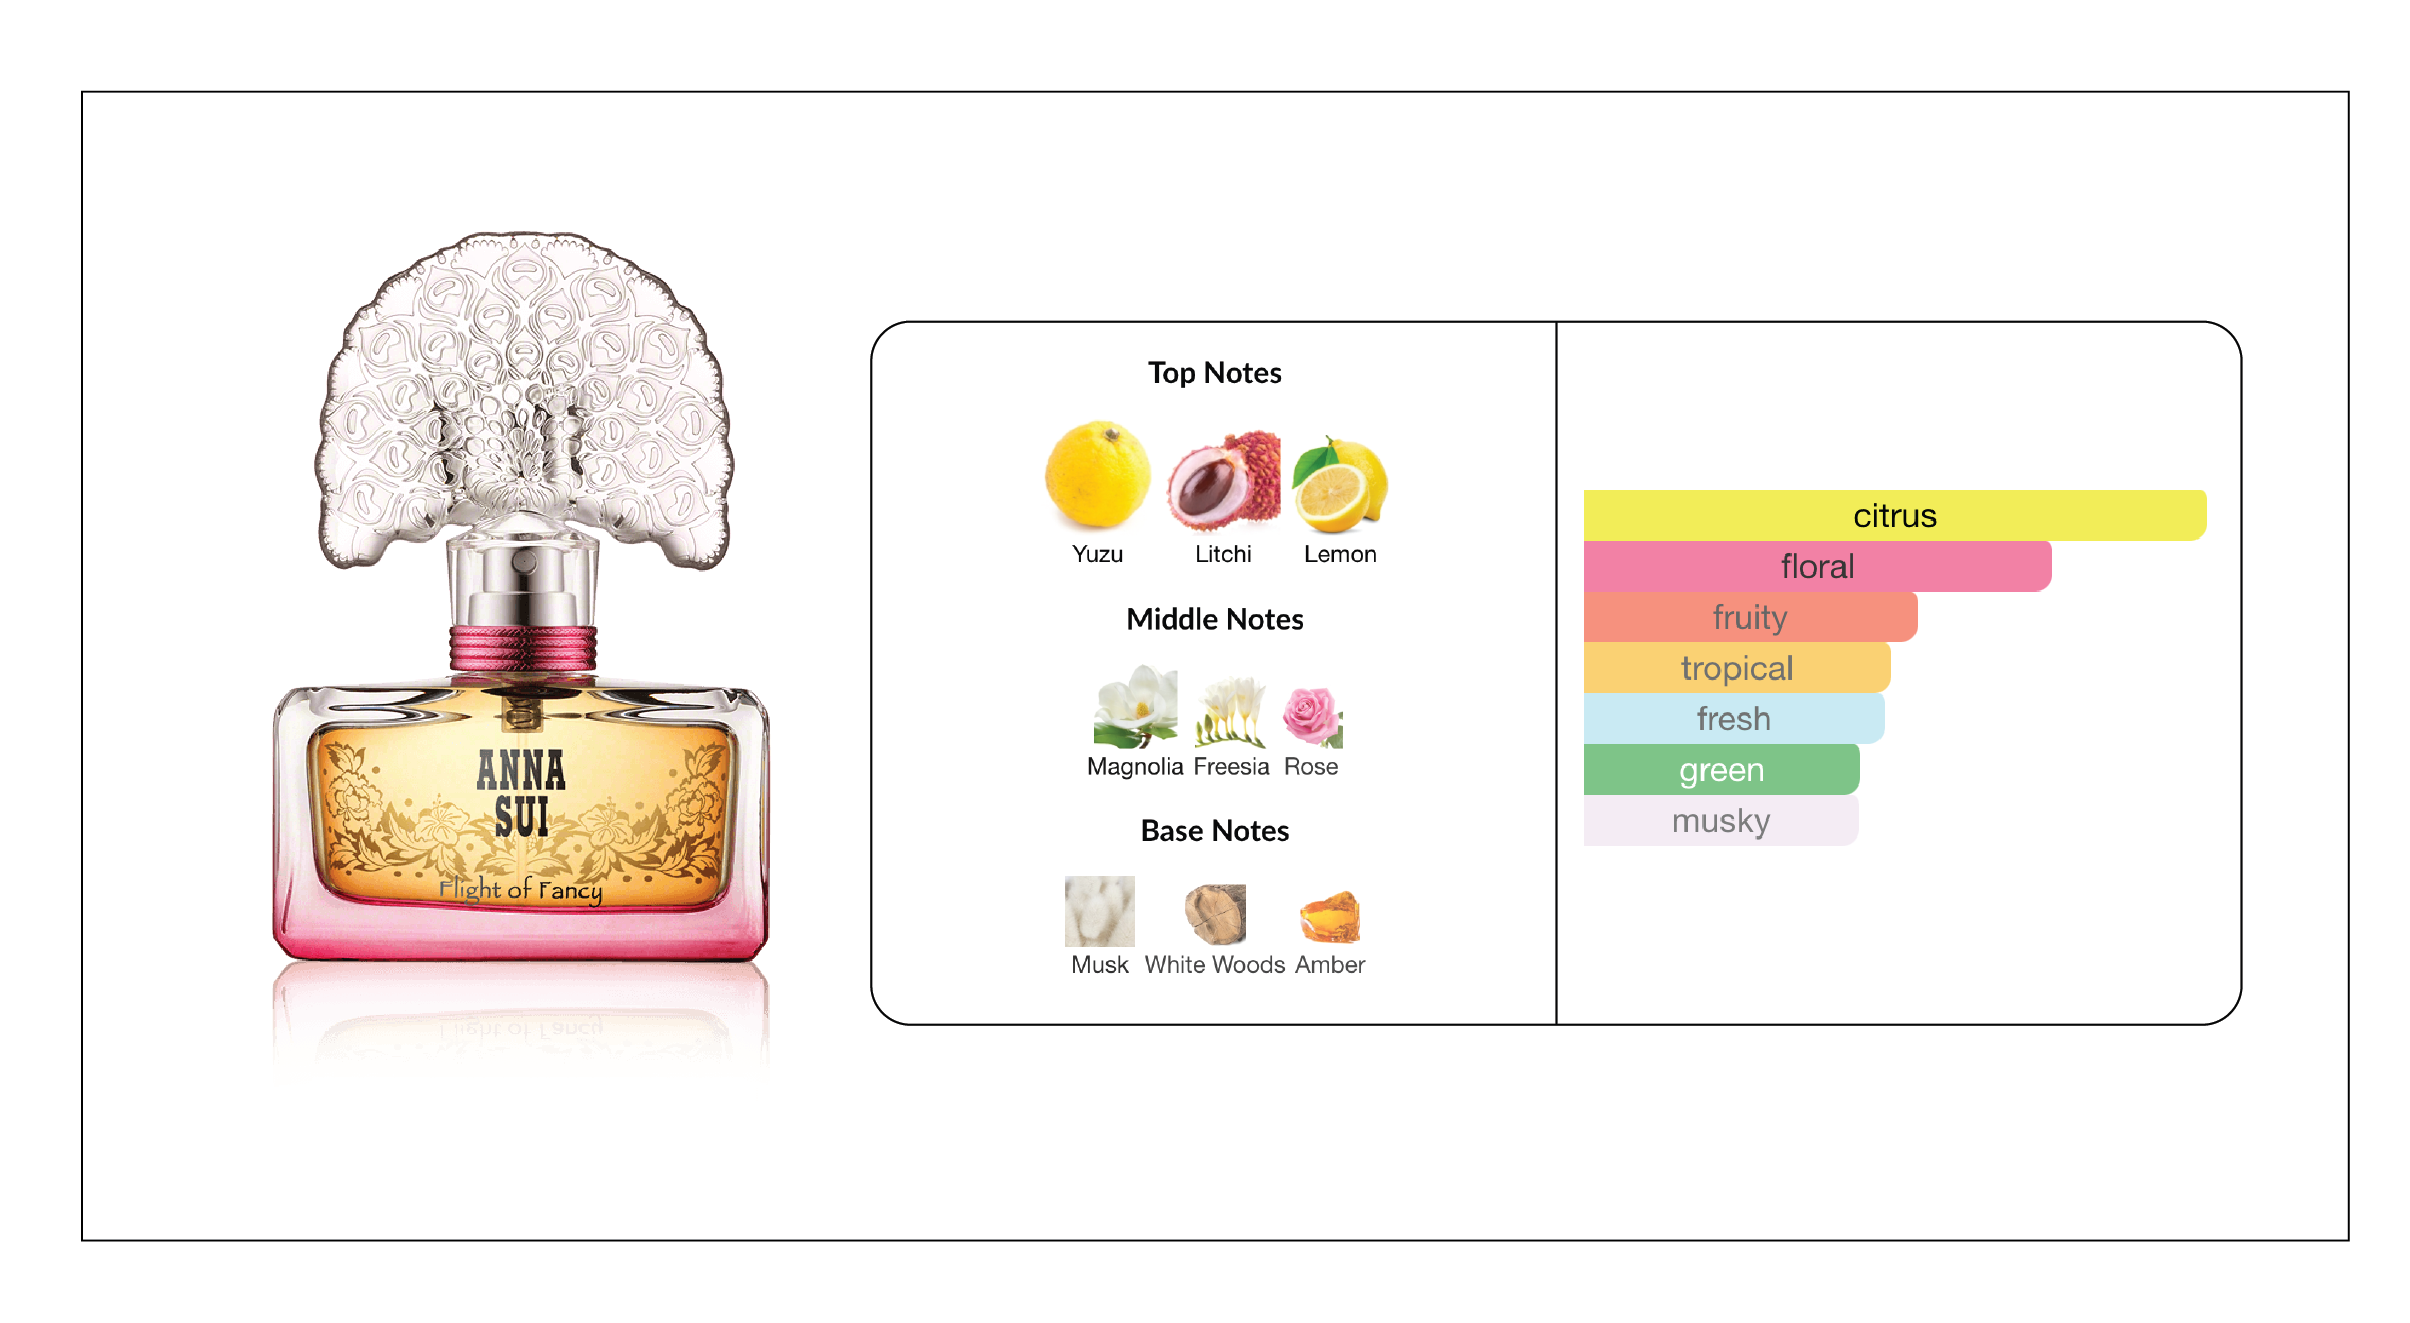 ANNA
SUI
Flight of Fancy
Top Notes
Yuzu Litchi Lemon
Middle Notes
Magnolia Freesia Rose
Base Notes
Musk White Woods Amber
citrus
floral
fruity
tropical
fresh
green
musky